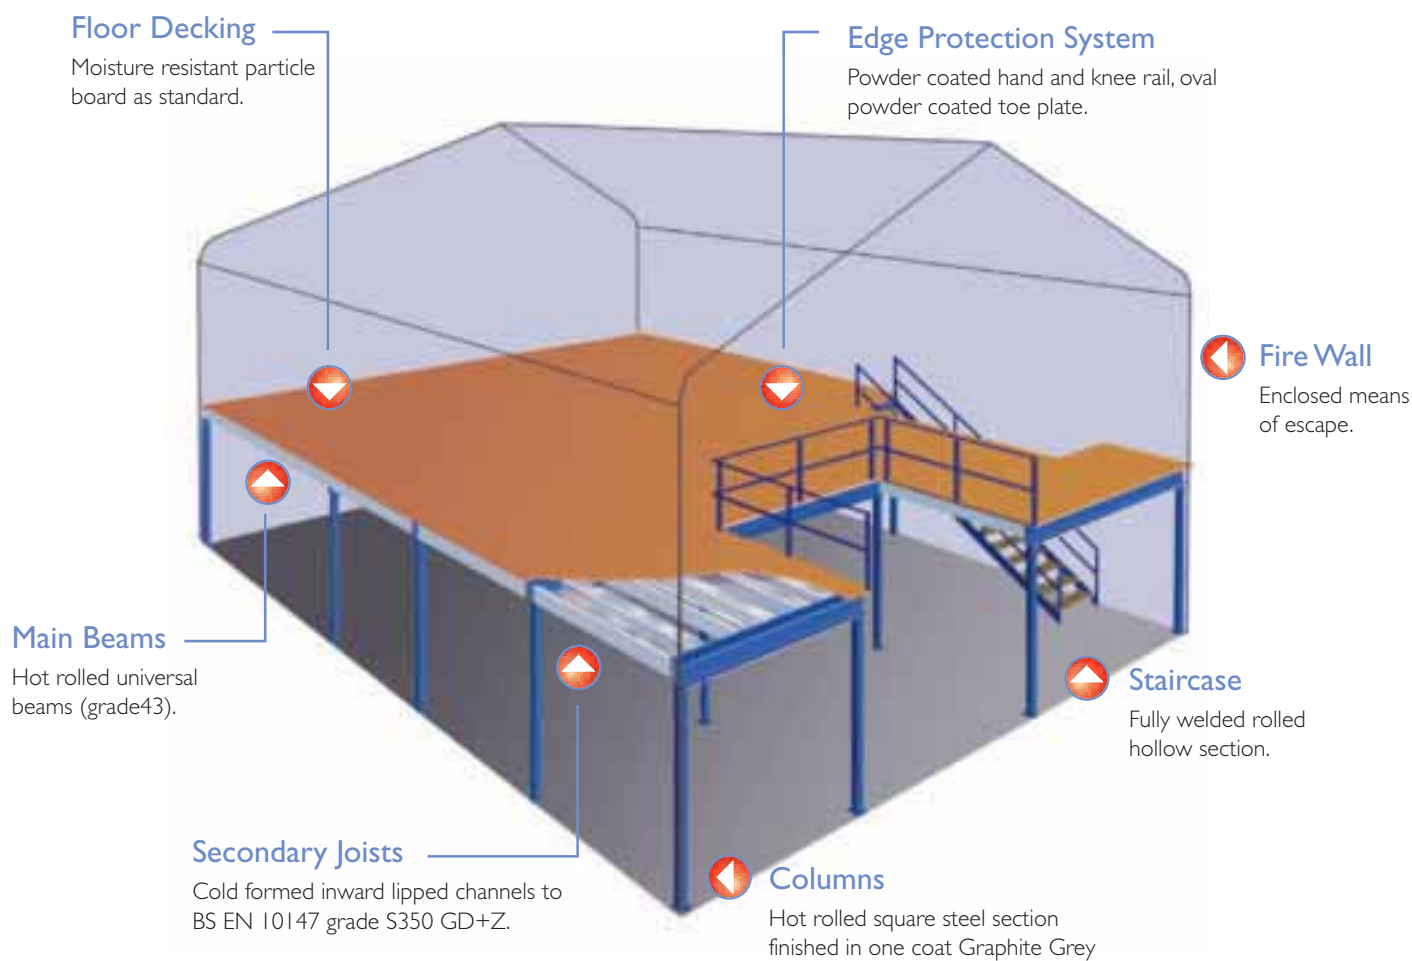 Floor Decking
Moisture resistant particle
board as standard.
Edge Protection System
Powder coated hand and knee rail, oval
powder coated toe plate.
Fire Wall
Enclosed means
of escape.
Main Beams
Hot rolled universal
beams (grade43).
Staircase
Fully welded rolled
hollow section.
Secondary Joists
Cold formed inward lipped channels to
BS EN 10147 grade S350 GD+Z.
Columns
Hot rolled square steel section
finished in one coat Graphite Grey